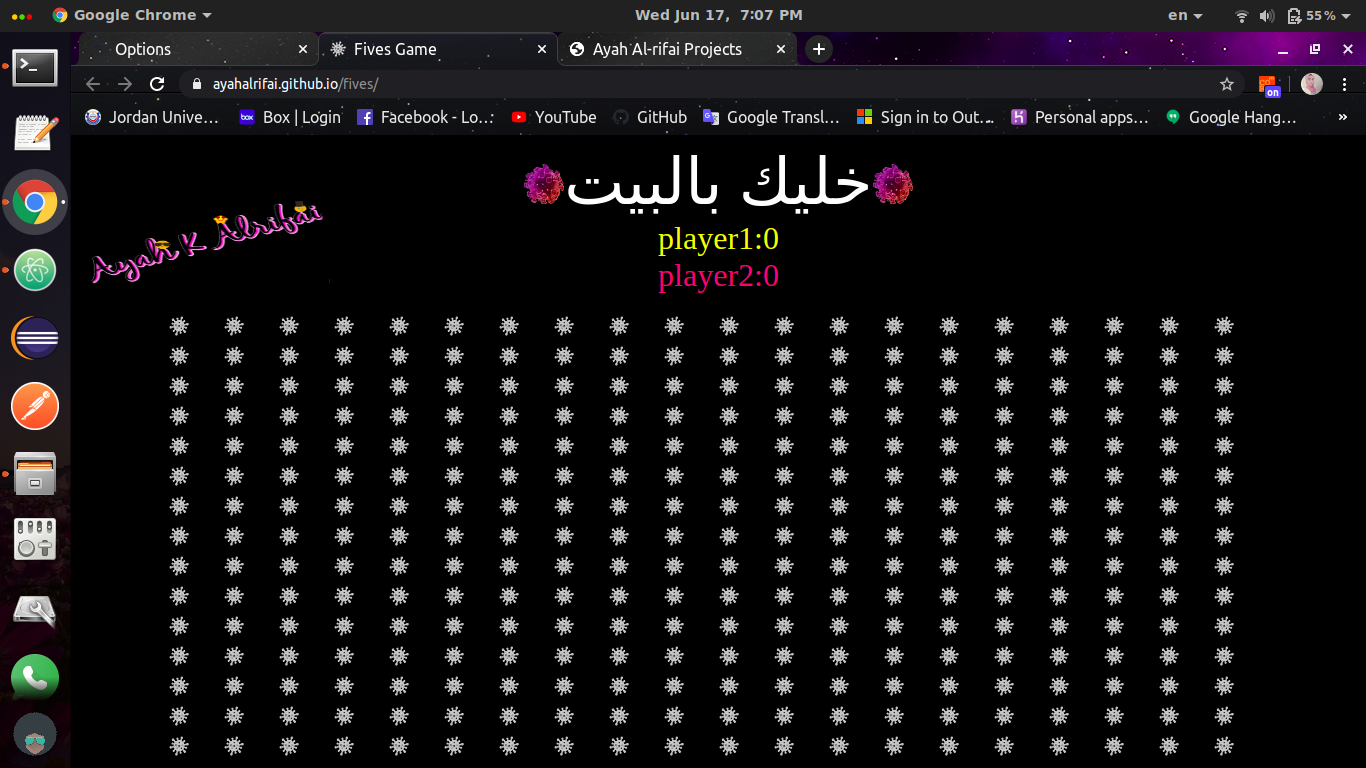 Google Chrome Wed Jun 17, 7:07 PM en 55%
Options Fives Game Ayah Al-rifai Projects
ayahalrifai.github.io/fives/
on
Jordan Unive... Box | Login Facebook - Lo... YouTube GitHub Google Transl... Sign in to Out... Personal apps... Google Hang... »
خليك بالبيت
Ayah K Alrifai
player1:0
player2:0